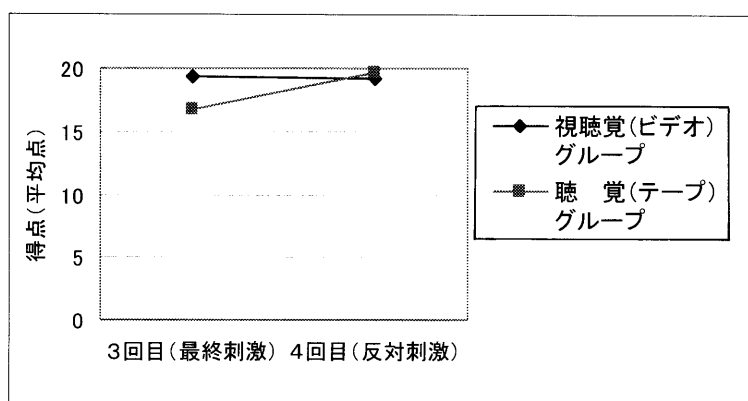 20
15
10
5
0
得点(平均点)
3回目(最終刺激) 4回目(反対刺激)
視聴覚(ビデオ)
グループ
聴　覚(テープ)
グループ